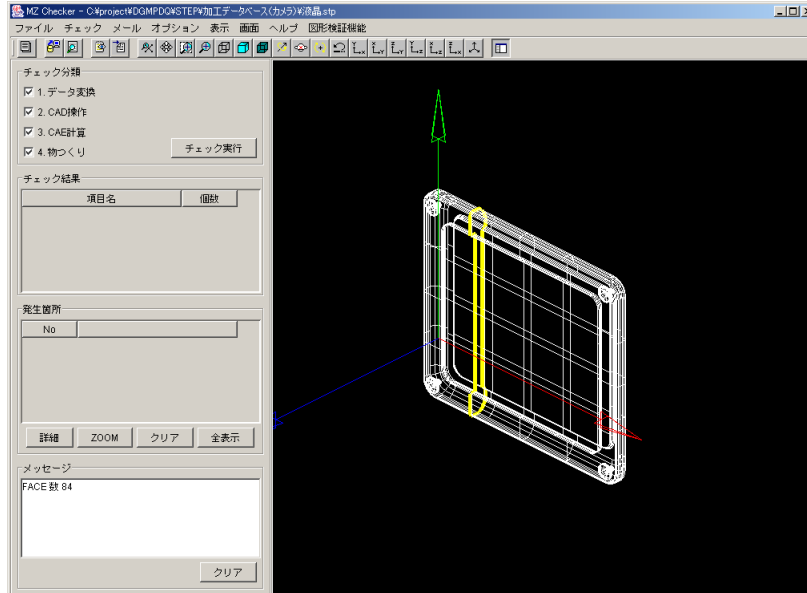 MZ Checker - C:¥project¥DGMPDQ¥STEP¥加工データベース(カメラ)¥液晶.stp
ファイル チェック メール オプション 表示 画面 ヘルプ 図形検証機能
チェック分類
1. データ変換
2. CAD操作
3. CAE計算
4. 物つくり
チェック実行
チェック結果
項目名 個数
発生箇所
No
詳細 ZOOM クリア 全表示
メッセージ
FACE 数 84
クリア